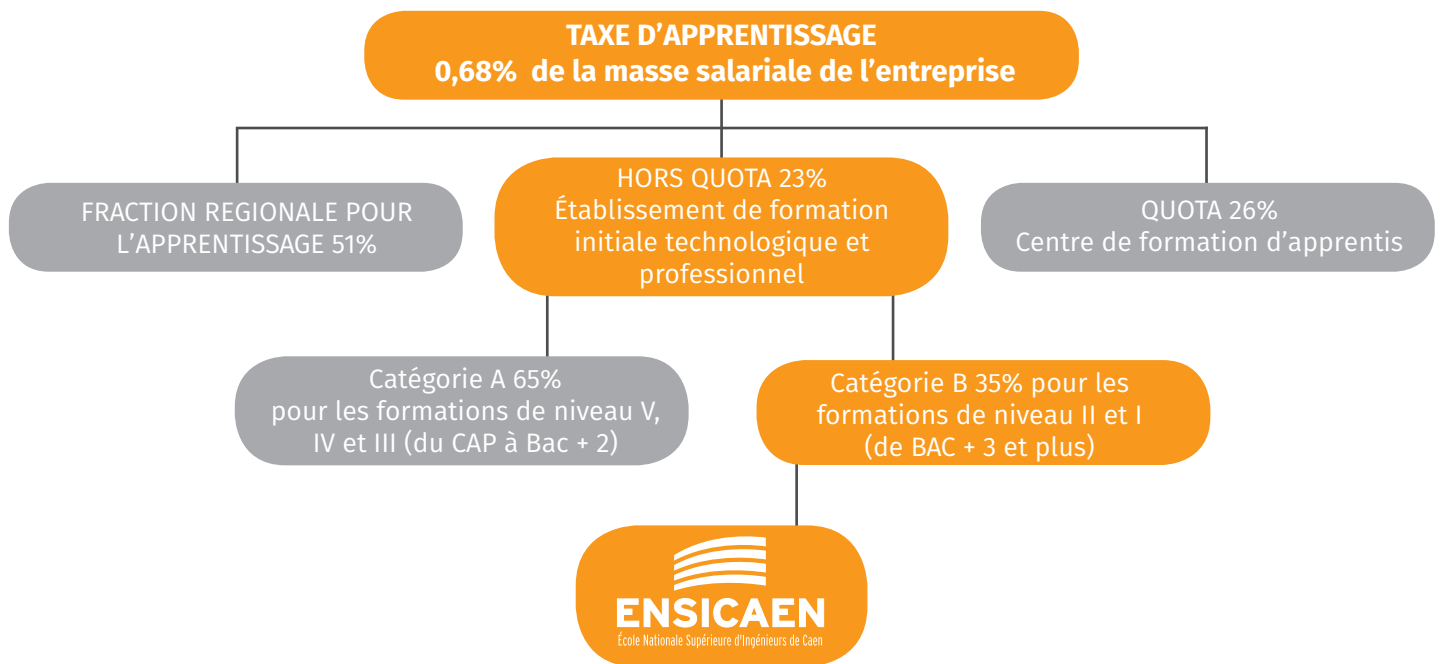 TAXE D’APPRENTISSAGE
0,68% de la masse salariale de l’entreprise
FRACTION REGIONALE POUR
L’APPRENTISSAGE 51%
HORS QUOTA 23%
Établissement de formation
initiale technologique et
professionnel
QUOTA 26%
Centre de formation d’apprentis
Catégorie A 65%
pour les formations de niveau V,
IV et III (du CAP à Bac + 2)
Catégorie B 35% pour les
formations de niveau II et I
(de BAC + 3 et plus)
ENSICAEN
École Nationale Supérieure d’Ingénieurs de Caen